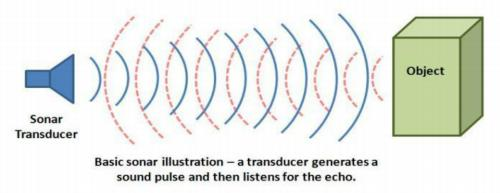 Object
Sonar
Transducer
Basic sonar illustration – a transducer generates a
sound pulse and then listens for the echo.